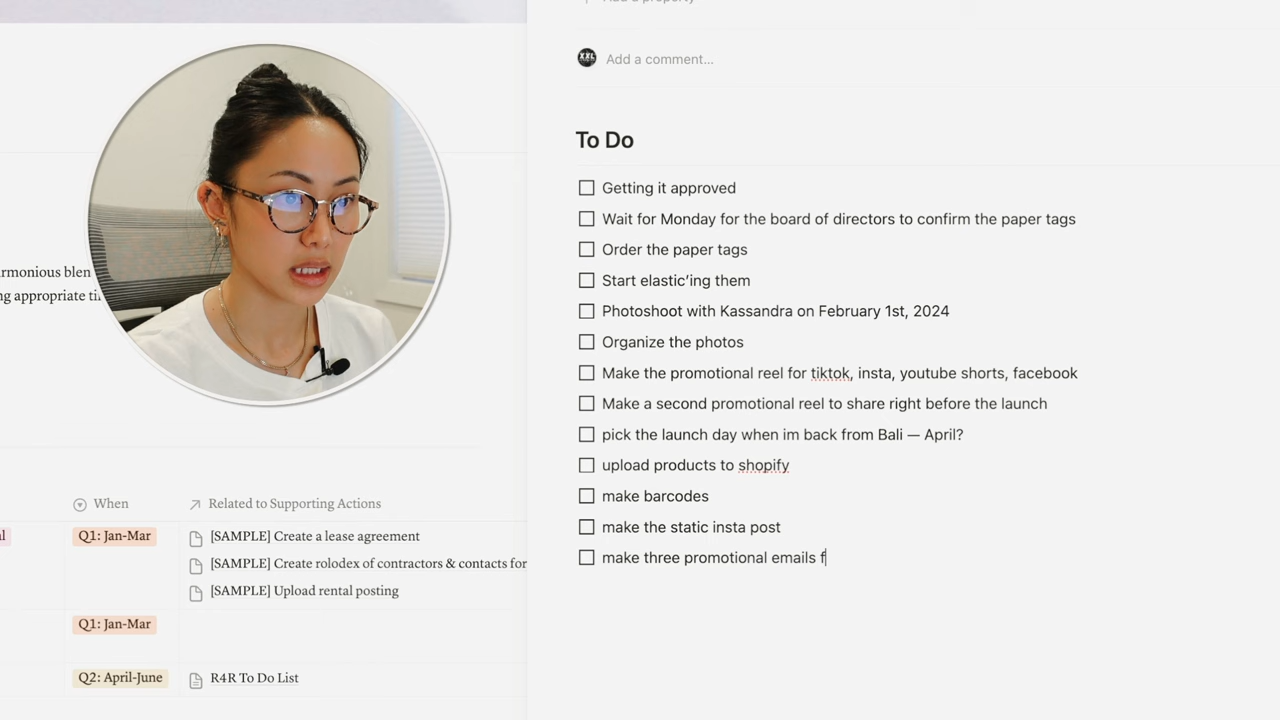 Add a property
XXL
Add a comment...
To Do
Getting it approved
Wait for Monday for the board of directors to confirm the paper tags
Order the paper tags
Start elastic'ing them
Photoshoot with Kassandra on February 1st, 2024
Organize the photos
Make the promotional reel for tiktok, insta, youtube shorts, facebook
Make a second promotional reel to share right before the launch
pick the launch day when im back from Bali — April?
upload products to shopify
make barcodes
make the static insta post
make three promotional emails f
rmonious blen
ng appropriate ti
When
Related to Supporting Actions
Q1: Jan-Mar
[SAMPLE] Create a lease agreement
[SAMPLE] Create rolodex of contractors & contacts for
[SAMPLE] Upload rental posting
Q1: Jan-Mar
Q2: April-June
R4R To Do List